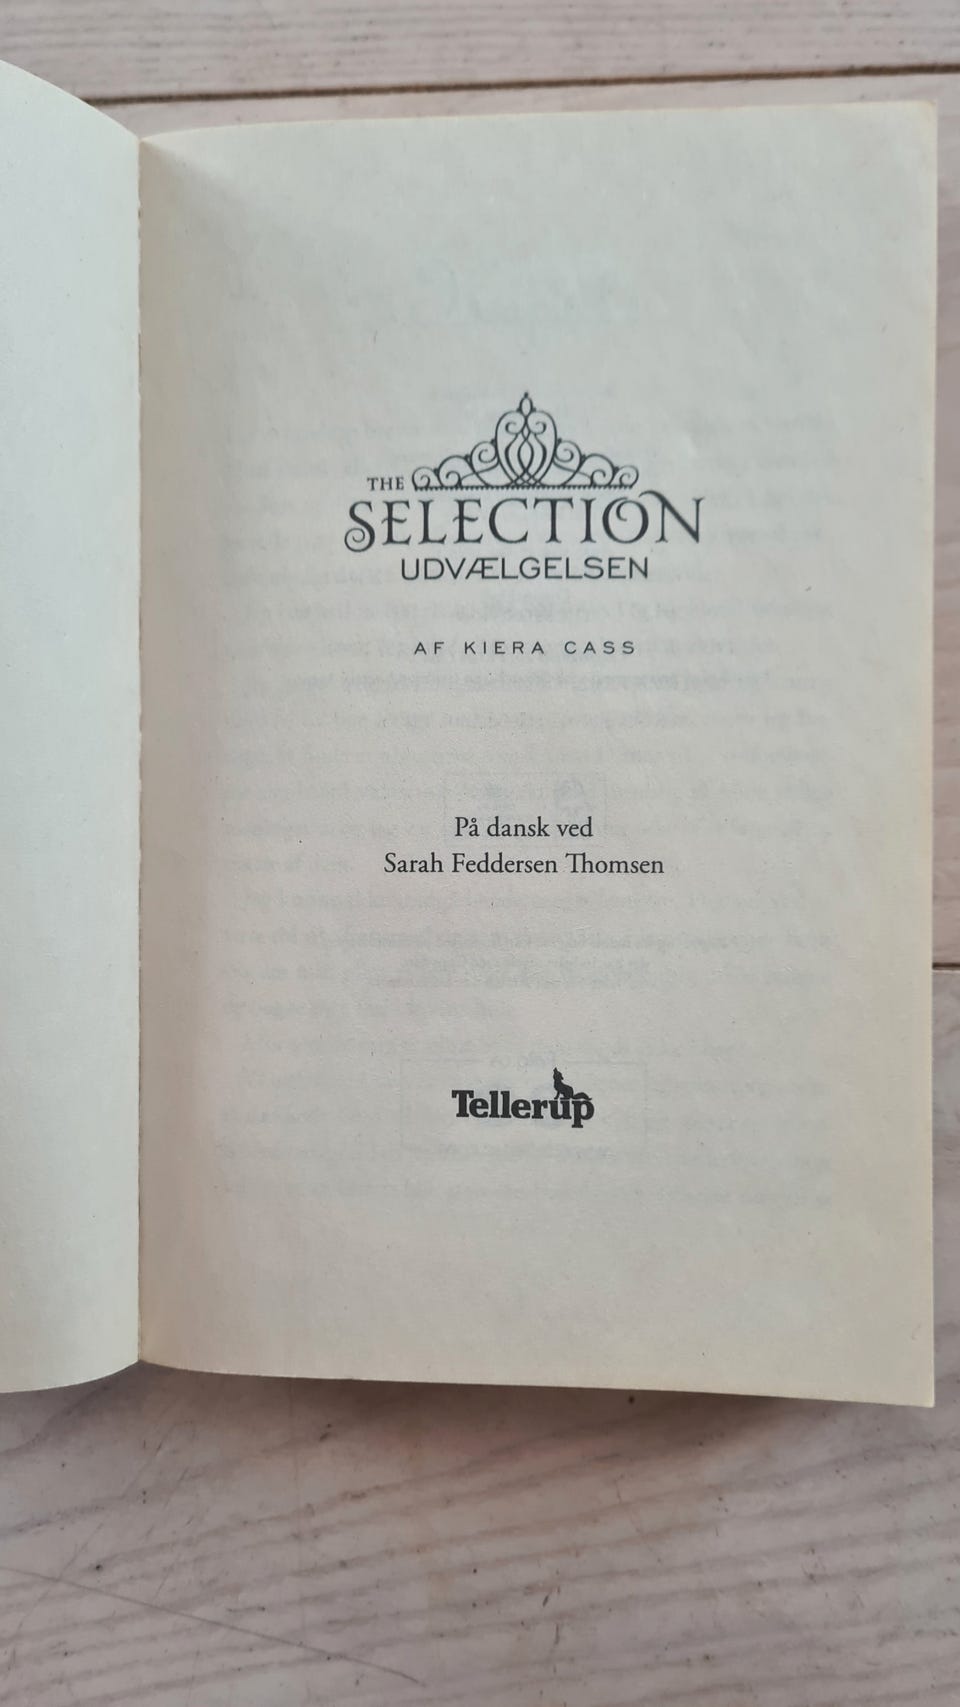 THE
SELECTION
UDVÆLGELSEN
AF KIERA CASS
På dansk ved
Sarah Feddersen Thomsen
Tellerup